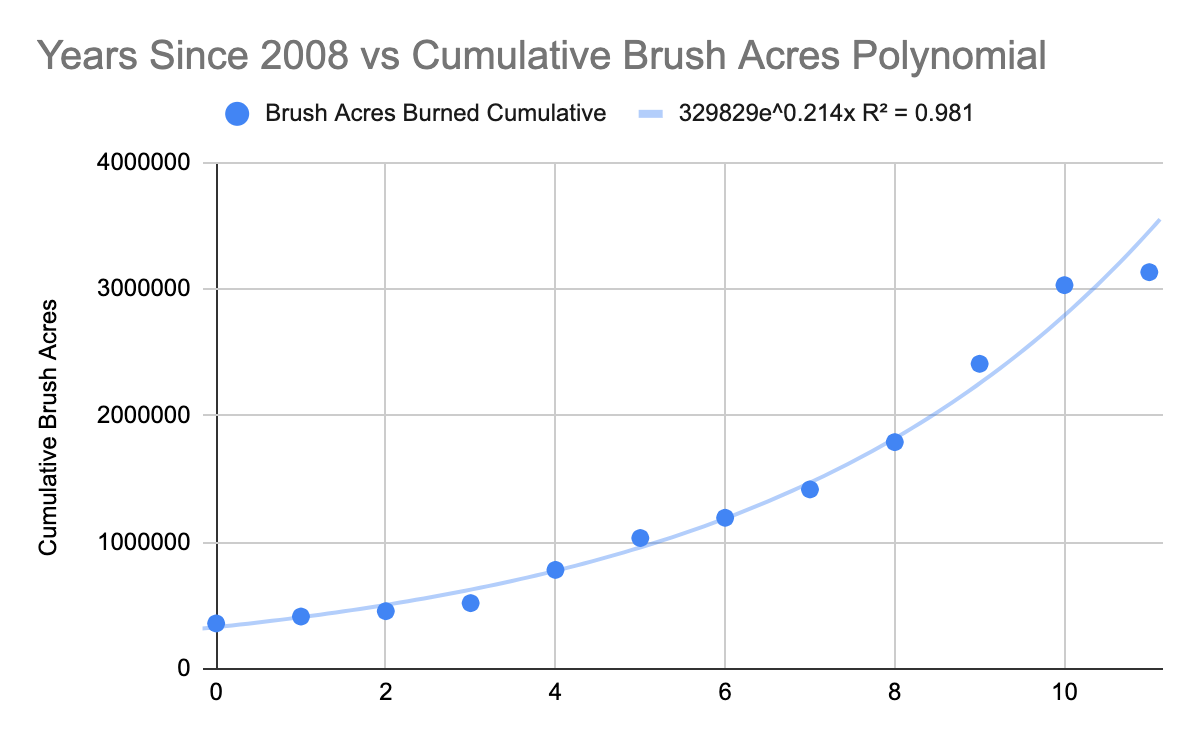 Years Since 2008 vs Cumulative Brush Acres Polynomial
Brush Acres Burned Cumulative 329829e^0.214x R² = 0.981
4000000
3000000
2000000
1000000
0
Cumulative Brush Acres
0 2 4 6 8 10